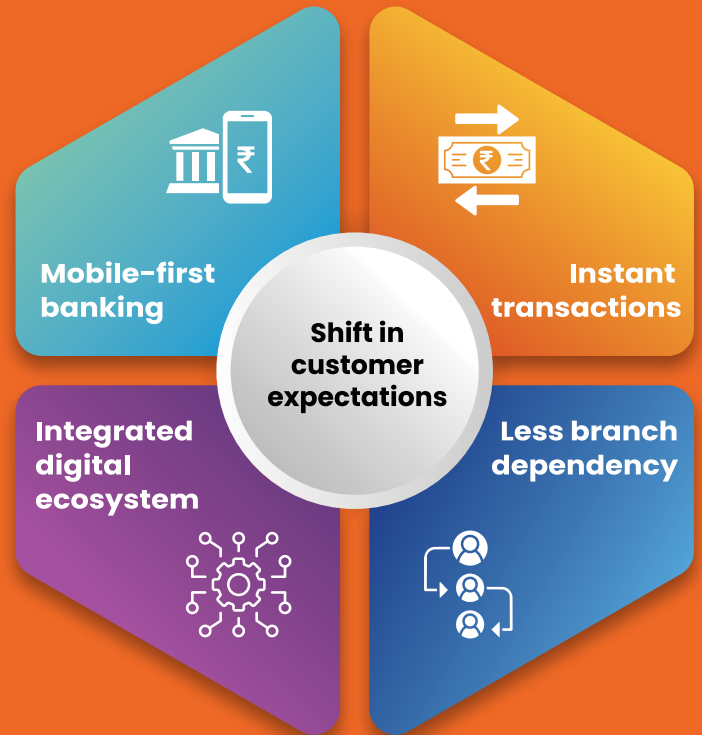 ₹
Mobile-first
banking
₹
Instant
transactions
Shift in
customer
expectations
Integrated
digital
ecosystem
Less branch
dependency